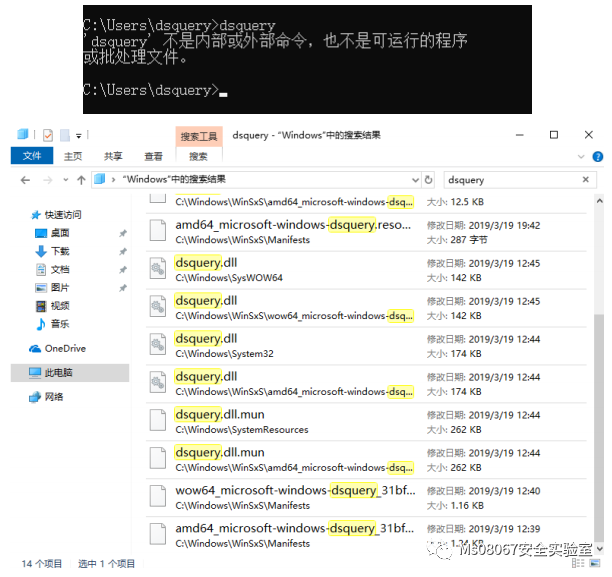 C:\Users\dsquery>dsquery
'dsquery' 不是内部或外部命令，也不是可运行的程序
或批处理文件。
C:\Users\dsquery>
搜索工具
dsquery - "Windows"中的搜索结果
文件 主页 共享 查看 搜索
"Windows"中的搜索结果
dsquery
快速访问
桌面
下载
文档
图片
视频
音乐
OneDrive
此电脑
网络
C:\Windows\WinSxS\amd64_microsoft-windows-dsq... 大小: 12.5 KB
amd64_microsoft-windows-dsquery.reso... 修改日期: 2019/3/19 19:42
C:\Windows\WinSxS\Manifests 大小: 287 字节
dsquery.dll 修改日期: 2019/3/19 12:45
C:\Windows\SysWOW64 大小: 142 KB
dsquery.dll 修改日期: 2019/3/19 12:45
C:\Windows\WinSxS\wow64_microsoft-windows-dsq... 大小: 142 KB
dsquery.dll 修改日期: 2019/3/19 12:44
C:\Windows\System32 大小: 174 KB
dsquery.dll 修改日期: 2019/3/19 12:44
C:\Windows\WinSxS\amd64_microsoft-windows-dsq... 大小: 174 KB
dsquery.dll.mun 修改日期: 2019/3/19 12:44
C:\Windows\SystemResources 大小: 262 KB
dsquery.dll.mun 修改日期: 2019/3/19 12:44
C:\Windows\WinSxS\amd64_microsoft-windows-dsq... 大小: 262 KB
wow64_microsoft-windows-dsquery_31bf... 修改日期: 2019/3/19 12:40
C:\Windows\WinSxS\Manifests 大小: 1.16 KB
amd64_microsoft-windows-dsquery_31bf... 修改日期: 2019/3/19 12:39
C:\Windows\WinSxS\Manifests 大小:
Ms08067安全实验室
14 个项目 选中 1 个项目